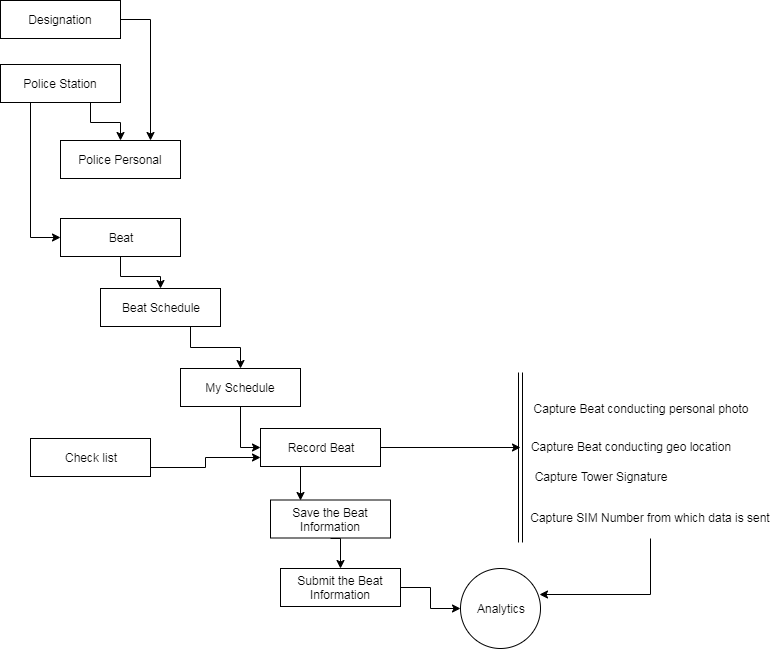 Designation
Police Station
Police Personal
Beat
Beat Schedule
My Schedule
Capture Beat conducting personal photo
Check list
Record Beat
Capture Beat conducting geo location
Capture Tower Signature
Save the Beat
Information
Capture SIM Number from which data is sent
Submit the Beat
Information
Analytics